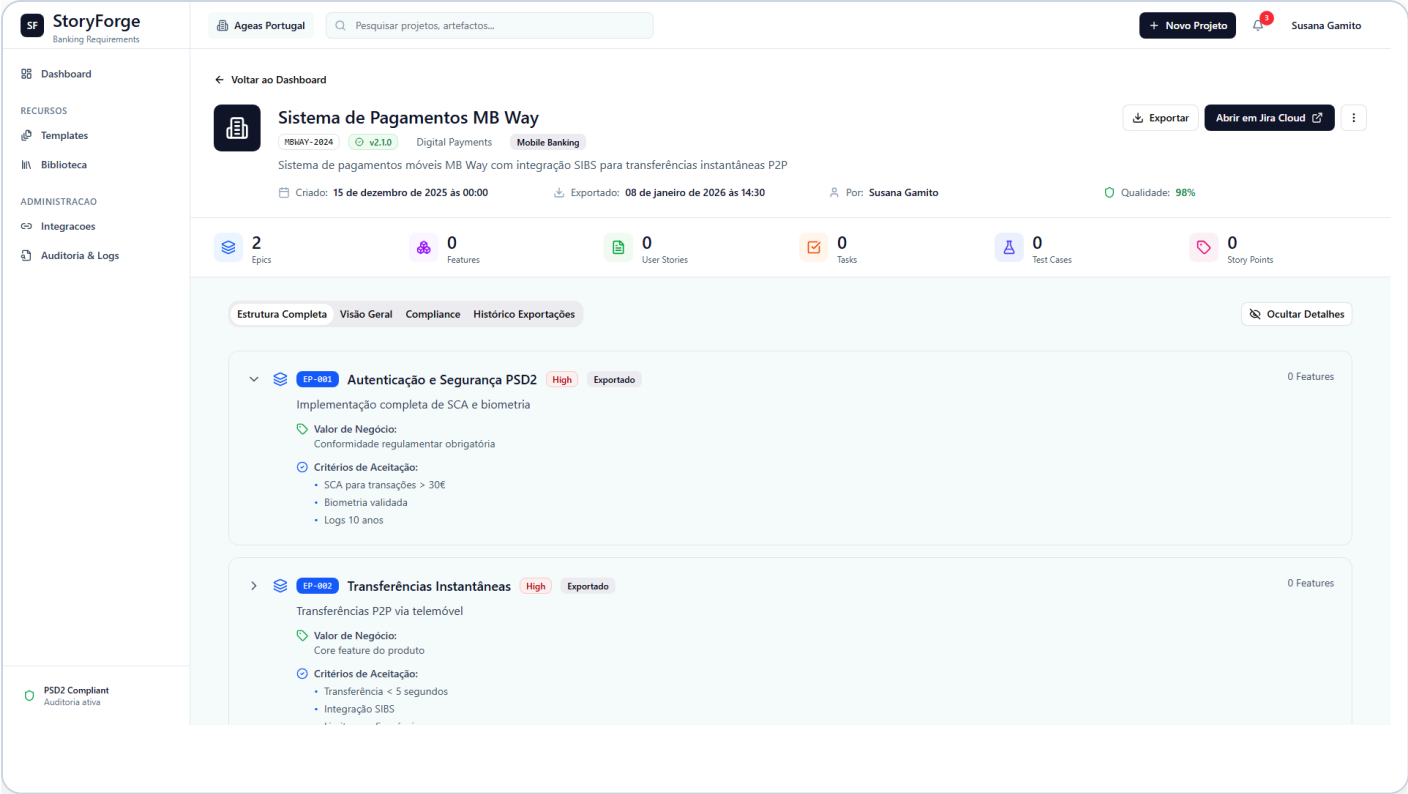 SF
StoryForge
Banking Requirements
Ageas Portugal
Pesquisar projetos, artefactos...
Novo Projeto
3
Susana Gamito
Dashboard
RECURSOS
Templates
Biblioteca
ADMINISTRACAO
Integracoes
Auditoria & Logs
PSD2 Compliant
Auditoria ativa
Voltar ao Dashboard
Sistema de Pagamentos MB Way
MBWAY-2024 v2.1.0 Digital Payments Mobile Banking
Sistema de pagamentos móveis MB Way com integração SIBS para transferências instantâneas P2P
Criado: 15 de dezembro de 2025 às 00:00 Exportado: 08 de janeiro de 2026 às 14:30 Por: Susana Gamito Qualidade: 98%
Exportar
Abrir em Jira Cloud
2
Epics
0
Features
0
User Stories
0
Tasks
0
Test Cases
0
Story Points
Estrutura Completa Visão Geral Compliance Histórico Exportações
Ocultar Detalhes
EP-001 Autenticação e Segurança PSD2 High Exportado
0 Features
Implementação completa de SCA e biometria
Valor de Negócio:
Conformidade regulamentar obrigatória
Critérios de Aceitação:
• SCA para transações > 30€
• Biometria validada
• Logs 10 anos
EP-002 Transferências Instantâneas High Exportado
0 Features
Transferências P2P via telemóvel
Valor de Negócio:
Core feature do produto
Critérios de Aceitação:
• Transferência < 5 segundos
• Integração SIBS